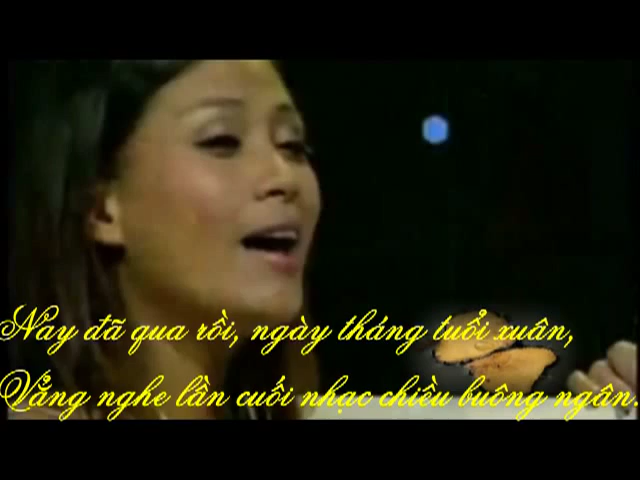 Nay đã qua rồi, ngày tháng tuổi xuân,
Vẳng nghe lần cuối nhạc chiều buông ngân.